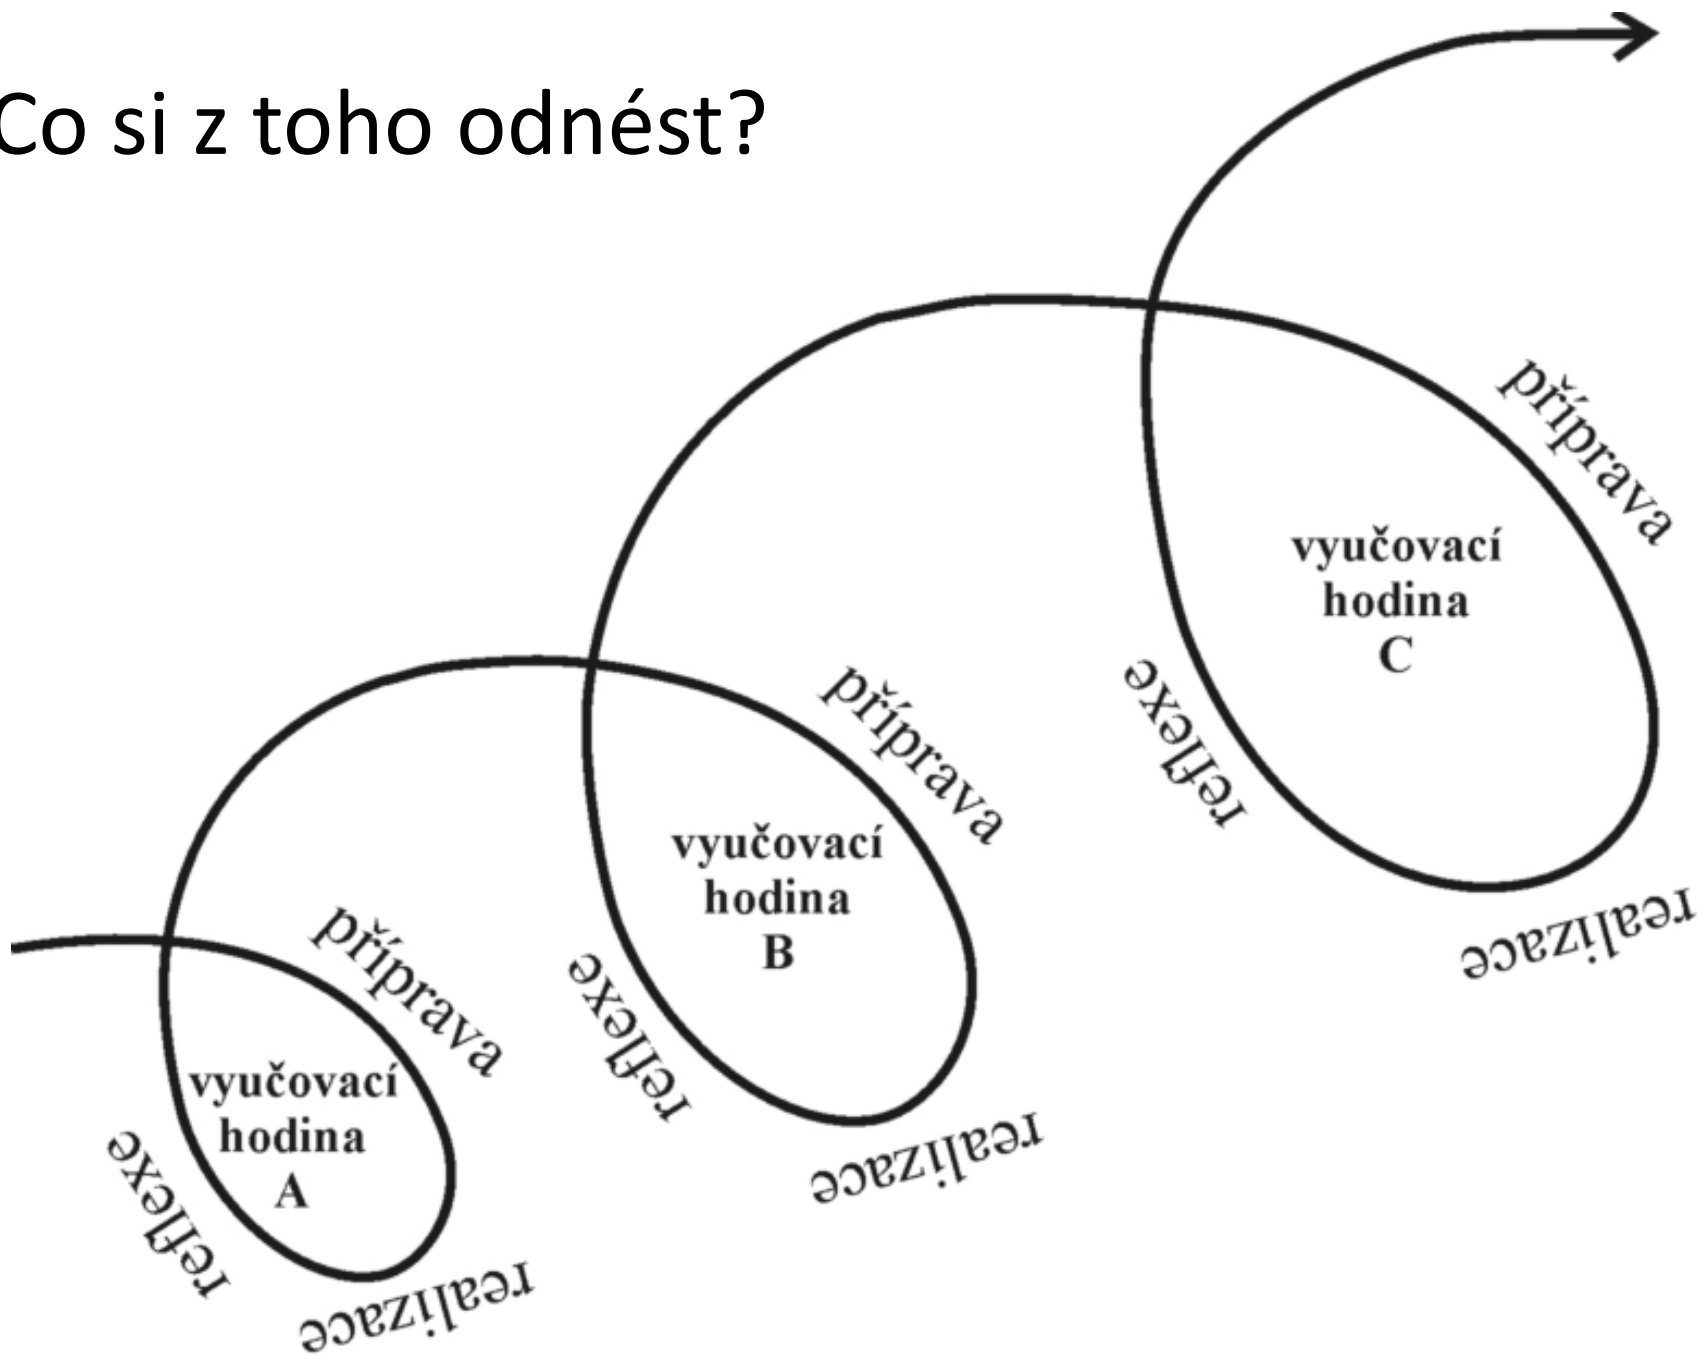 Co si z toho odnést?
příprava
vyučovací
hodina
C
reflexe
realizace
příprava
vyučovací
hodina
B
reflexe
realizace
příprava
vyučovací
hodina
A
reflexe
realizace